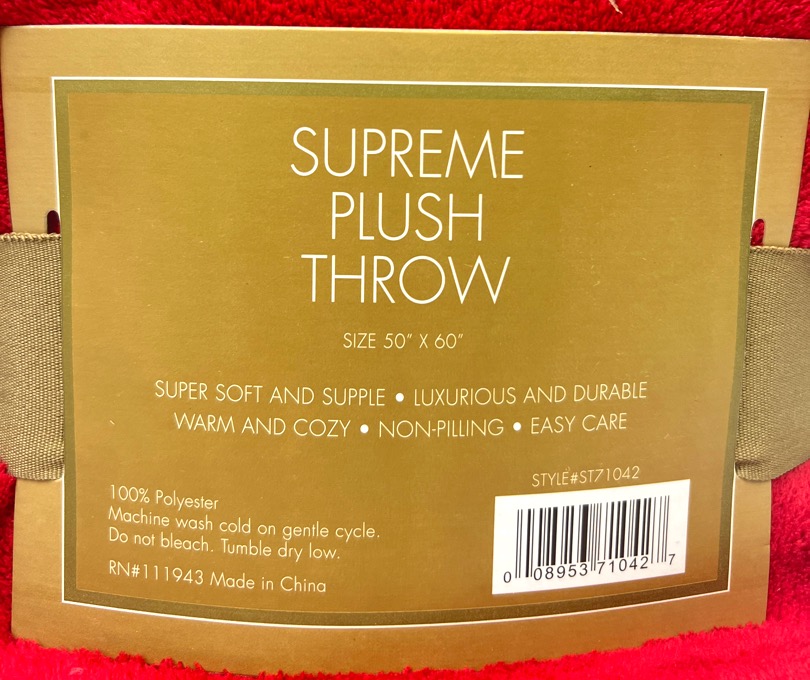 SUPREME
PLUSH
THROW
SIZE 50" X 60"
SUPER SOFT AND SUPPLE • LUXURIOUS AND DURABLE
WARM AND COZY • NON-PILLING • EASY CARE
STYLE#ST71042
100% Polyester
Machine wash cold on gentle cycle.
Do not bleach. Tumble dry low.
RN#111943 Made in China
0 08953 71042 7